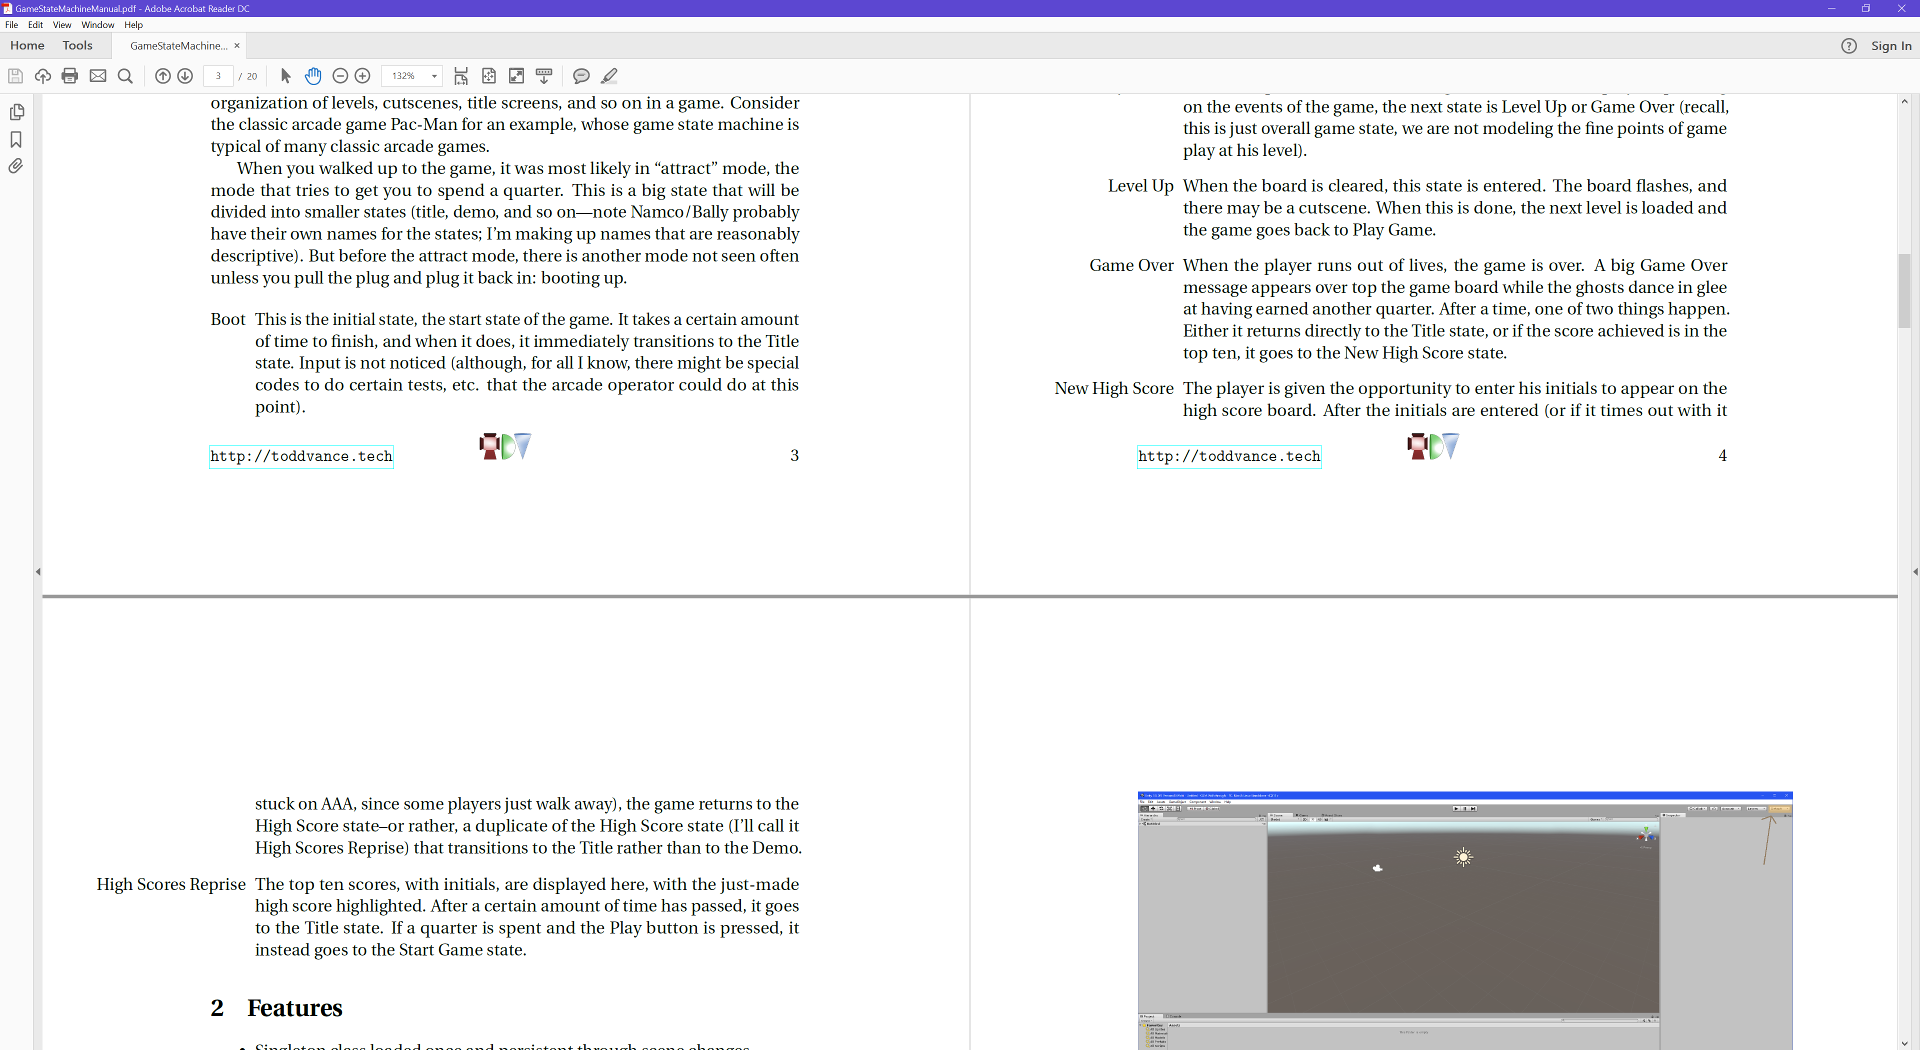 GameStateMachineManual.pdf - Adobe Acrobat Reader DC
File Edit View Window Help
Home Tools GameStateMachine... ×
Sign In
3 / 20
132%
organization of levels, cutscenes, title screens, and so on in a game. Consider
the classic arcade game Pac-Man for an example, whose game state machine is
typical of many classic arcade games.
When you walked up to the game, it was most likely in “attract” mode, the
mode that tries to get you to spend a quarter. This is a big state that will be
divided into smaller states (title, demo, and so on—note Namco/Bally probably
have their own names for the states; I’m making up names that are reasonably
descriptive). But before the attract mode, there is another mode not seen often
unless you pull the plug and plug it back in: booting up.
Boot This is the initial state, the start state of the game. It takes a certain amount
of time to finish, and when it does, it immediately transitions to the Title
state. Input is not noticed (although, for all I know, there might be special
codes to do certain tests, etc. that the arcade operator could do at this
point).
http://toddvance.tech 3
on the events of the game, the next state is Level Up or Game Over (recall,
this is just overall game state, we are not modeling the fine points of game
play at his level).
Level Up When the board is cleared, this state is entered. The board flashes, and
there may be a cutscene. When this is done, the next level is loaded and
the game goes back to Play Game.
Game Over When the player runs out of lives, the game is over. A big Game Over
message appears over top the game board while the ghosts dance in glee
at having earned another quarter. After a time, one of two things happen.
Either it returns directly to the Title state, or if the score achieved is in the
top ten, it goes to the New High Score state.
New High Score The player is given the opportunity to enter his initials to appear on the
high score board. After the initials are entered (or if it times out with it
http://toddvance.tech 4
stuck on AAA, since some players just walk away), the game returns to the
High Score state–or rather, a duplicate of the High Score state (I’ll call it
High Scores Reprise) that transitions to the Title rather than to the Demo.
High Scores Reprise The top ten scores, with initials, are displayed here, with the just-made
high score highlighted. After a certain amount of time has passed, it goes
to the Title state. If a quarter is spent and the Play button is pressed, it
instead goes to the Start Game state.
2 Features
• Singleton class loaded once and persistent through scene changes